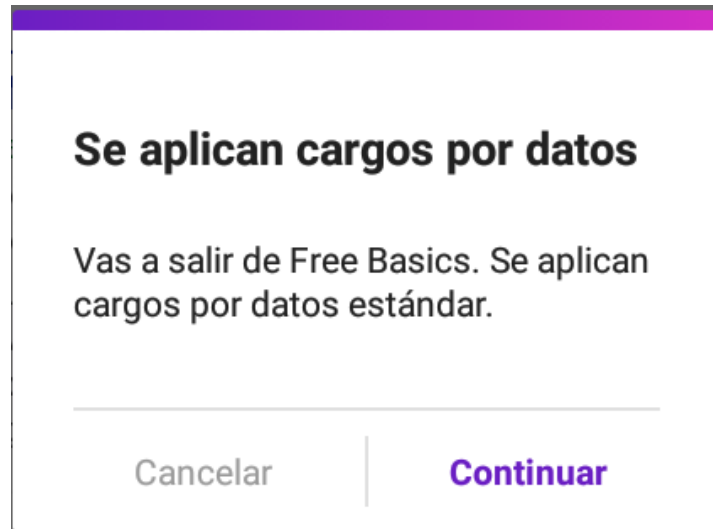 Se aplican cargos por datos
Vas a salir de Free Basics. Se aplican
cargos por datos estándar.
Cancelar
Continuar